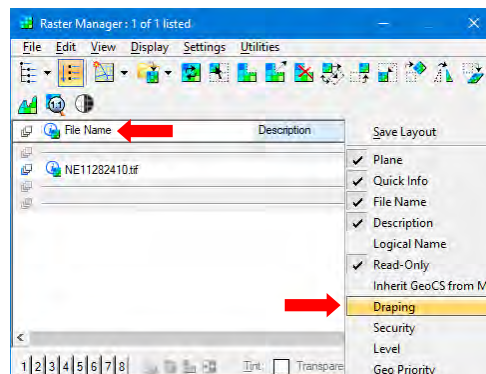 Raster Manager : 1 of 1 listed
File Edit View Display Settings Utilities
1:1
File Name Description
NE11282410.tif
Save Layout
Plane
Quick Info
File Name
Description
Logical Name
Read-Only
Inherit GeoCS from M
Draping
Security
Level
Geo Priority
1 2 3 4 5 6 7 8 Tint: Transpare